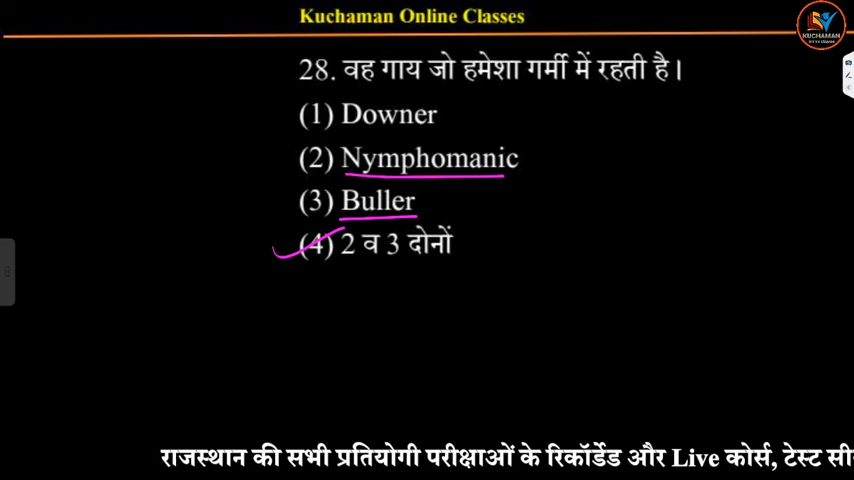 Kuchaman Online Classes
KUCHAMAN
28. वह गाय जो हमेशा गर्मी में रहती है।
(1) Downer
(2) Nymphomanic
(3) Buller
(4) 2 व 3 दोनों
राजस्थान की सभी प्रतियोगी परीक्षाओं के रिकॉर्डेड और Live कोर्स, टेस्ट सी